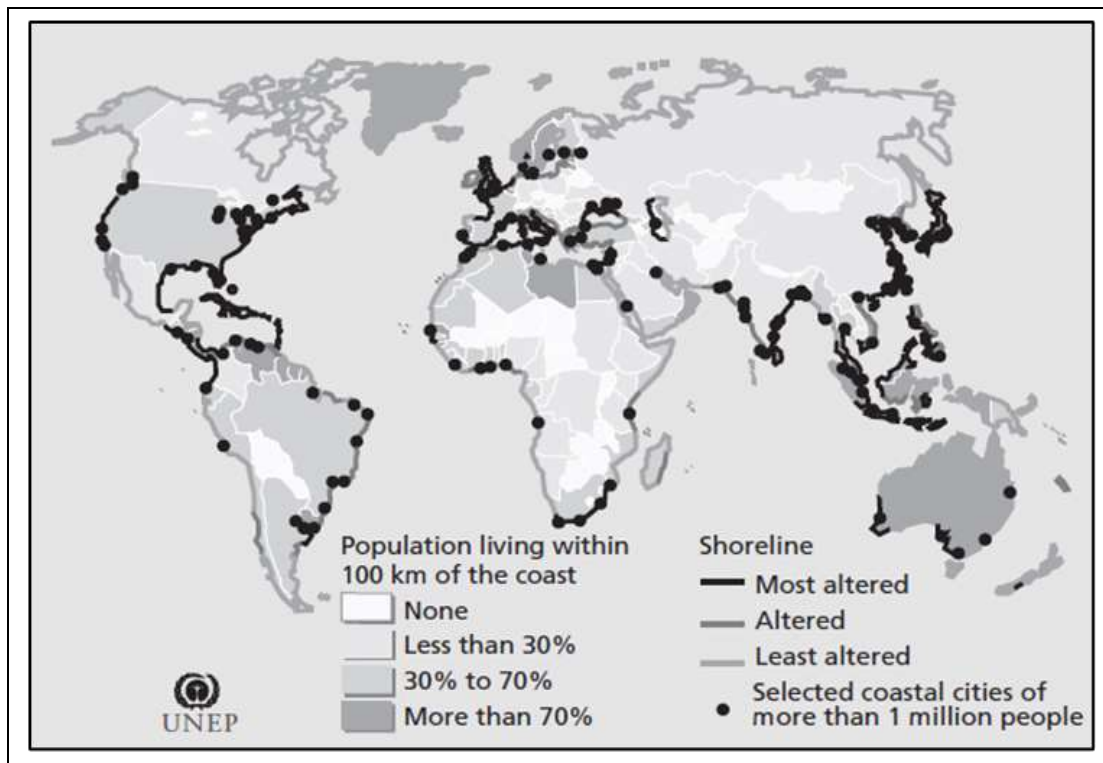 Population living within
100 km of the coast
None
Less than 30%
30% to 70%
More than 70%
Shoreline
Most altered
Altered
Least altered
Selected coastal cities of
more than 1 million people
UNEP